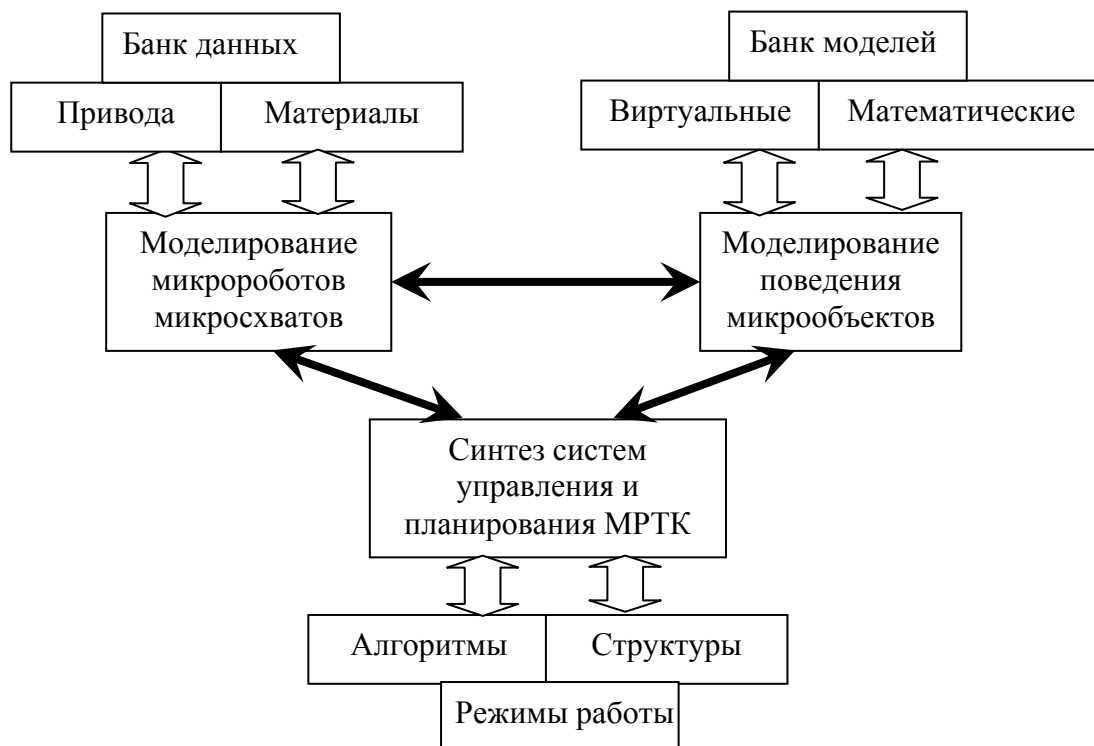 Банк данных
Банк моделей
Привода
Материалы
Виртуальные
Математические
Моделирование
микророботов
микросхватов
Моделирование
поведения
микрообъектов
Синтез систем
управления и
планирования МРТК
Алгоритмы
Структуры
Режимы работы